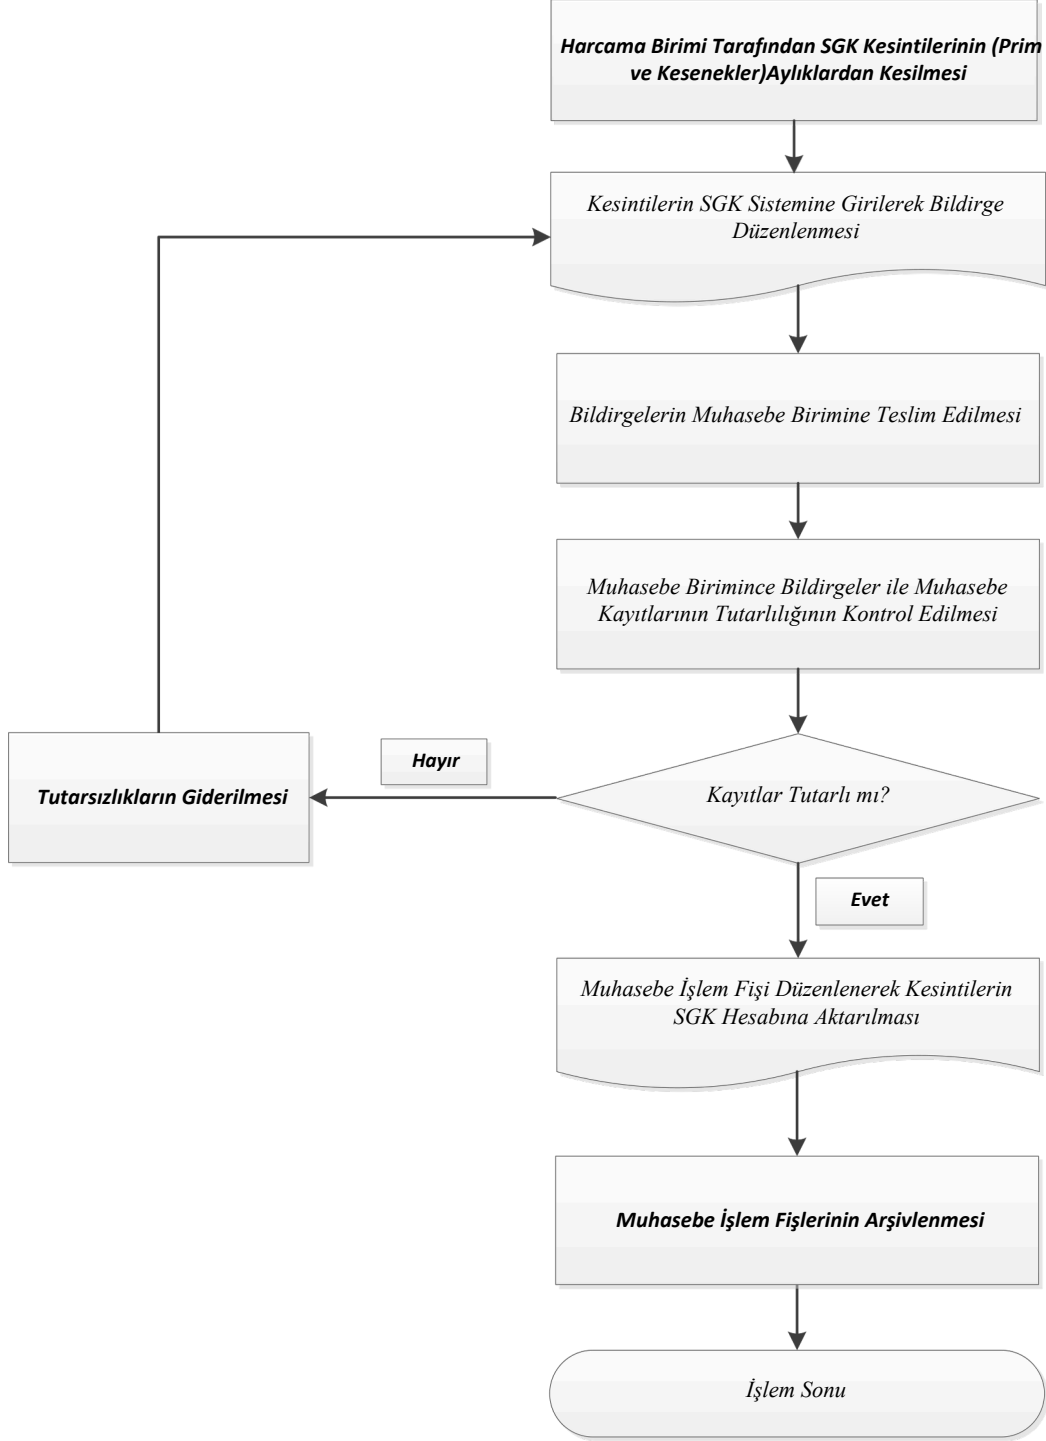 Harcama Birimi Tarafından SGK Kesintilerinin (Prim
ve Kesenekler)Aylıklardan Kesilmesi
Kesintilerin SGK Sistemine Girilerek Bildirge
Düzenlenmesi
Bildirgelerin Muhasebe Birimine Teslim Edilmesi
Muhasebe Birimince Bildirgeler ile Muhasebe
Kayıtlarının Tutarlılığının Kontrol Edilmesi
Hayır
Tutarsızlıkların Giderilmesi
Kayıtlar Tutarlı mı?
Evet
Muhasebe İşlem Fişi Düzenlenerek Kesintilerin
SGK Hesabına Aktarılması
Muhasebe İşlem Fişlerinin Arşivlenmesi
İşlem Sonu